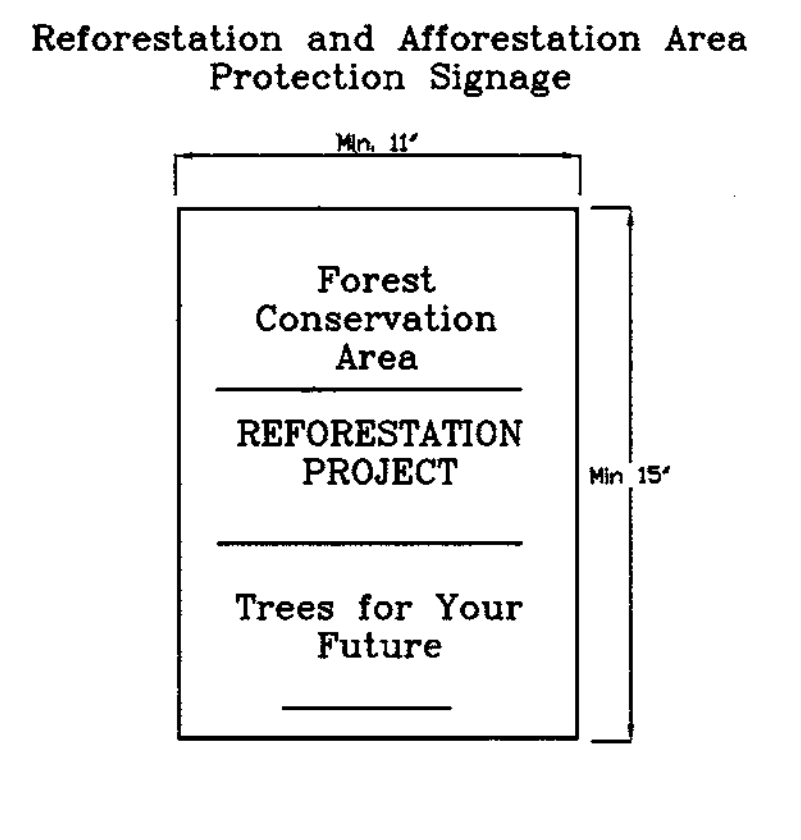 Reforestation and Afforestation Area
Protection Signage
Min. 11"
Forest
Conservation
Area
REFORESTATION
PROJECT
Min 15"
Trees for Your
Future